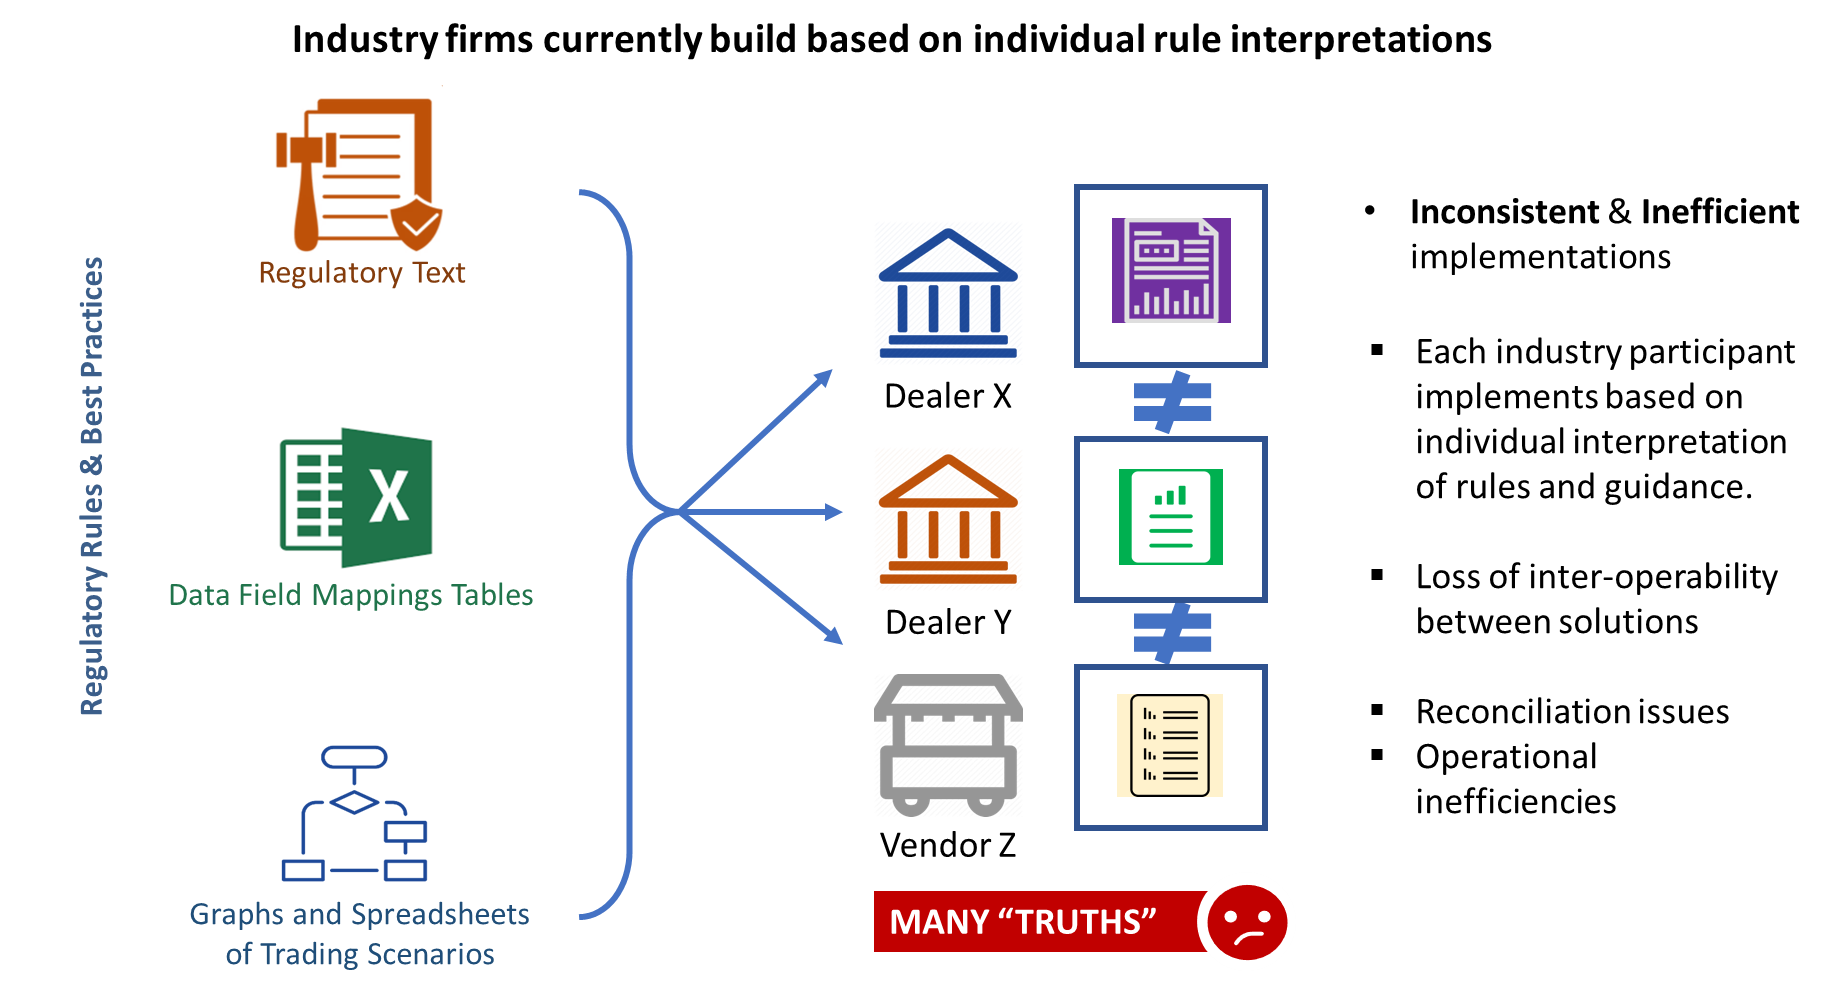 Industry firms currently build based on individual rule interpretations
Regulatory Rules & Best Practices
Regulatory Text
X
Data Field Mappings Tables
Graphs and Spreadsheets
of Trading Scenarios
Dealer X
Dealer Y
Vendor Z
MANY “TRUTHS”
• Inconsistent & Inefficient
implementations
▪ Each industry participant
implements based on
individual interpretation
of rules and guidance.
▪ Loss of inter-operability
between solutions
▪ Reconciliation issues
▪ Operational
inefficiencies